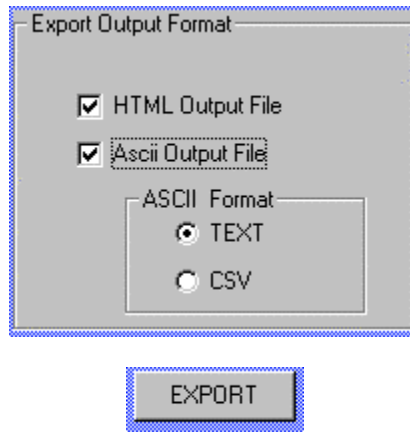 Export Output Format
HTML Output File
Ascii Output File
ASCII Format
TEXT
CSV
EXPORT